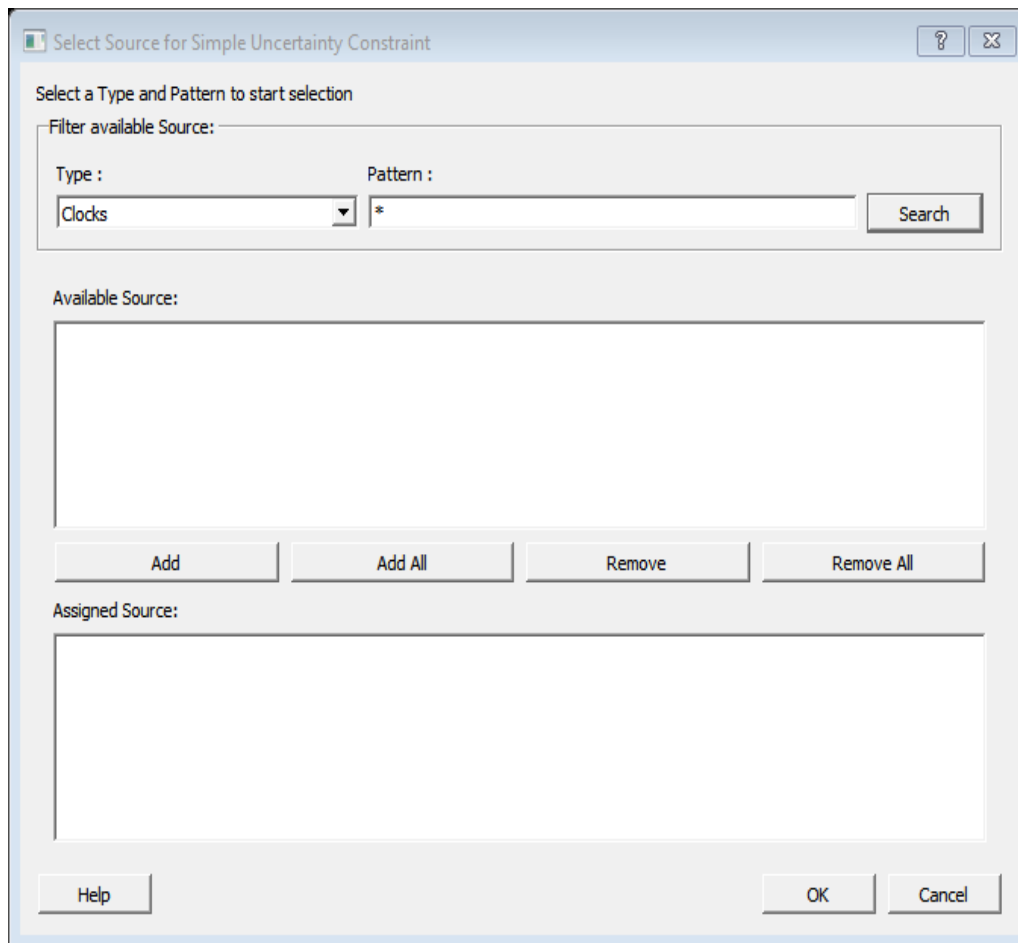 Select Source for Simple Uncertainty Constraint
Select a Type and Pattern to start selection
Filter available Source:
Type : Pattern :
Clocks * Search
Available Source:
Add Add All Remove Remove All
Assigned Source:
Help OK Cancel